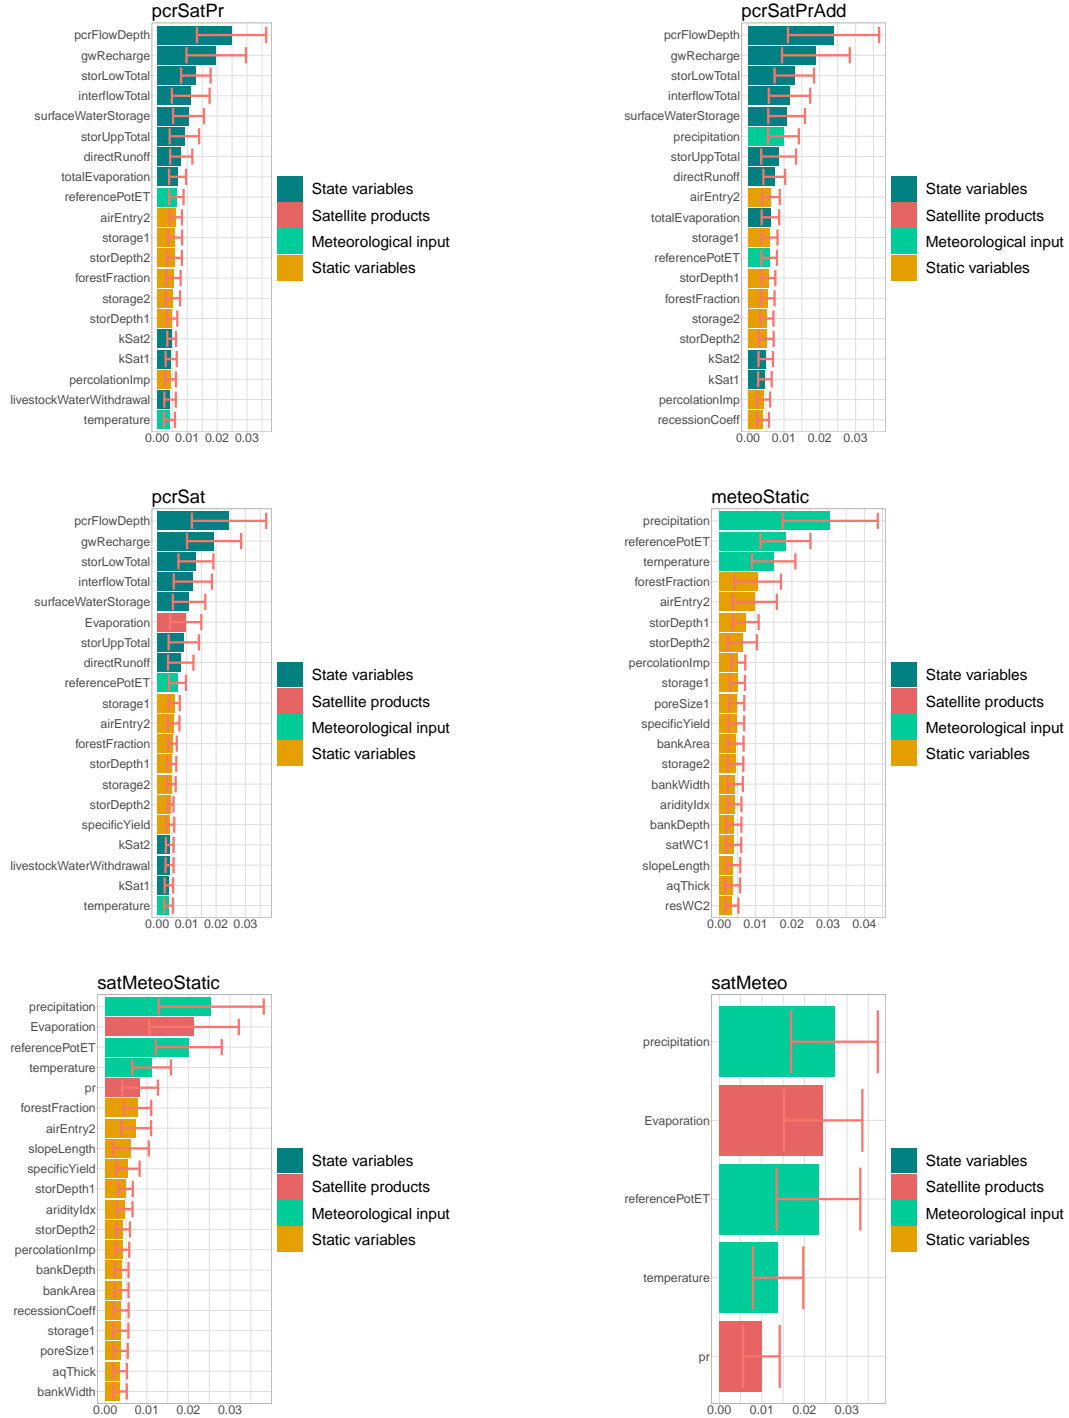 pcrSatPr
pcrFlowDepth
gwRecharge
storLowTotal
interflowTotal
surfaceWaterStorage
storUppTotal
directRunoff
totalEvaporation
referencePotET
airEntry2
storage1
storDepth2
forestFraction
storage2
storDepth1
kSat2
kSat1
percolationImp
livestockWaterWithdrawal
temperature
0.00 0.01 0.02 0.03
State variables
Satellite products
Meteorological input
Static variables
pcrSatPrAdd
pcrFlowDepth
gwRecharge
storLowTotal
interflowTotal
surfaceWaterStorage
precipitation
storUppTotal
directRunoff
airEntry2
totalEvaporation
storage1
referencePotET
storDepth1
forestFraction
storage2
storDepth2
kSat2
kSat1
percolationImp
recessionCoeff
0.00 0.01 0.02 0.03
State variables
Satellite products
Meteorological input
Static variables
pcrSat
pcrFlowDepth
gwRecharge
storLowTotal
interflowTotal
surfaceWaterStorage
Evaporation
storUppTotal
directRunoff
referencePotET
storage1
airEntry2
forestFraction
storDepth1
storage2
storDepth2
specificYield
kSat2
livestockWaterWithdrawal
kSat1
temperature
0.00 0.01 0.02 0.03
State variables
Satellite products
Meteorological input
Static variables
meteoStatic
precipitation
referencePotET
temperature
forestFraction
airEntry2
storDepth1
storDepth2
percolationImp
storage1
poreSize1
specificYield
bankArea
storage2
bankWidth
aridityIdx
bankDepth
satWC1
slopeLength
aqThick
resWC2
0.00 0.01 0.02 0.03 0.04
State variables
Satellite products
Meteorological input
Static variables
satMeteoStatic
precipitation
Evaporation
referencePotET
temperature
pr
forestFraction
airEntry2
slopeLength
specificYield
storDepth1
aridityIdx
storDepth2
percolationImp
bankDepth
bankArea
recessionCoeff
storage1
poreSize1
aqThick
bankWidth
0.00 0.01 0.02 0.03
State variables
Satellite products
Meteorological input
Static variables
satMeteo
precipitation
Evaporation
referencePotET
temperature
pr
0.00 0.01 0.02 0.03
State variables
Satellite products
Meteorological input
Static variables